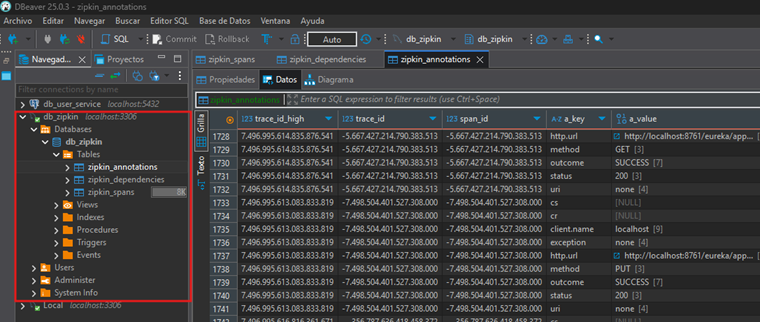 DBeaver 25.0.3 - zipkin_annotations
Archivo Editar Navegar Buscar Editor SQL Base de Datos Ventana Ayuda
SQL Commit Rollback Auto db_zipkin db_zipkin
Navegad... Proyectos
zipkin_spans zipkin_dependencies zipkin_annotations
Propiedades Datos Diagrama
Filter connections by name
zipkin_annotations Enter a SQL expression to filter results (use Ctrl+Space)
db_user_service localhost:5432
db_zipkin localhost:3306
Databases
db_zipkin
Tables
zipkin_annotations
zipkin_dependencies
zipkin_spans 8K
Views
Indexes
Procedures
Triggers
Events
Users
Administer
System Info
Local localhost:3306
Grilla
Texto
123 trace_id_high 123 trace_id 123 span_id A-Z a_key a_value
1728 7.496.995.614.835.876.541 -5.667.427.214.790.383.513 -5.667.427.214.790.383.513 http.url http://localhost:8761/eureka/app...
1729 7.496.995.614.835.876.541 -5.667.427.214.790.383.513 -5.667.427.214.790.383.513 method GET [3]
1730 7.496.995.614.835.876.541 -5.667.427.214.790.383.513 -5.667.427.214.790.383.513 outcome SUCCESS [7]
1731 7.496.995.614.835.876.541 -5.667.427.214.790.383.513 -5.667.427.214.790.383.513 status 200 [3]
1732 7.496.995.614.835.876.541 -5.667.427.214.790.383.513 -5.667.427.214.790.383.513 uri none [4]
1733 7.496.995.613.083.833.819 -7.498.504.401.527.308.000 -7.498.504.401.527.308.000 cs [NULL]
1734 7.496.995.613.083.833.819 -7.498.504.401.527.308.000 -7.498.504.401.527.308.000 cr [NULL]
1735 7.496.995.613.083.833.819 -7.498.504.401.527.308.000 -7.498.504.401.527.308.000 client.name localhost [9]
1736 7.496.995.613.083.833.819 -7.498.504.401.527.308.000 -7.498.504.401.527.308.000 exception none [4]
1737 7.496.995.613.083.833.819 -7.498.504.401.527.308.000 -7.498.504.401.527.308.000 http.url http://localhost:8761/eureka/app...
1738 7.496.995.613.083.833.819 -7.498.504.401.527.308.000 -7.498.504.401.527.308.000 method PUT [3]
1739 7.496.995.613.083.833.819 -7.498.504.401.527.308.000 -7.498.504.401.527.308.000 outcome SUCCESS [7]
1740 7.496.995.613.083.833.819 -7.498.504.401.527.308.000 -7.498.504.401.527.308.000 status 200 [3]
1741 7.496.995.613.083.833.819 -7.498.504.401.527.308.000 -7.498.504.401.527.308.000 uri none [4]